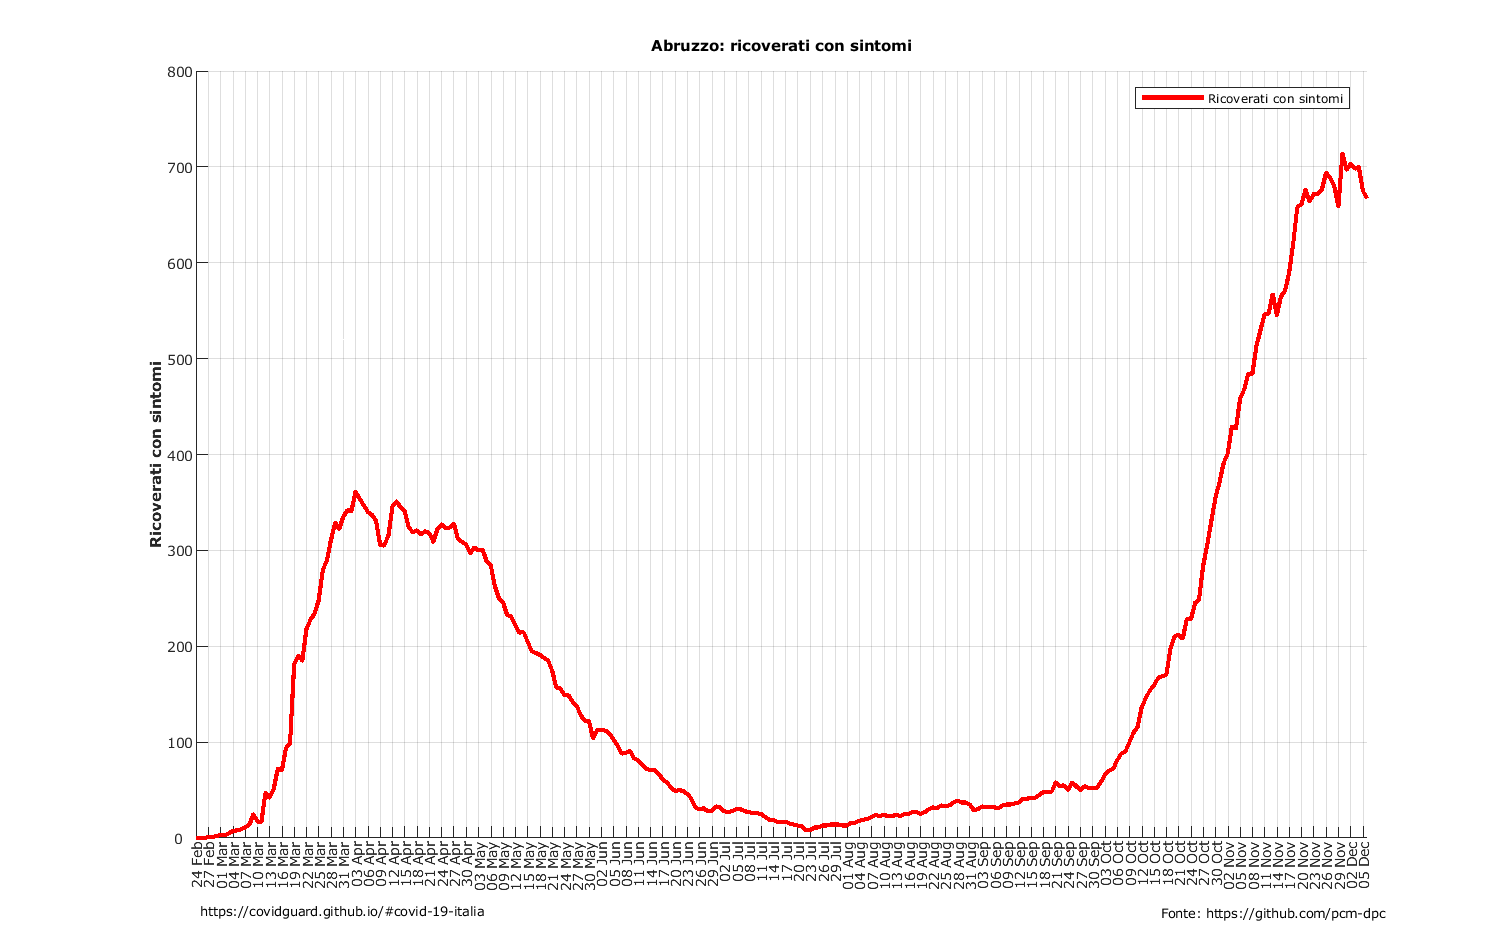 Abruzzo: ricoverati con sintomi
Ricoverati con sintomi
Ricoverati con sintomi
800
700
600
500
400
300
200
100
0
24 Feb
27 Feb
01 Mar
04 Mar
07 Mar
10 Mar
13 Mar
16 Mar
19 Mar
22 Mar
25 Mar
28 Mar
31 Mar
03 Apr
06 Apr
09 Apr
12 Apr
15 Apr
18 Apr
21 Apr
24 Apr
27 Apr
30 Apr
03 May
06 May
09 May
12 May
15 May
18 May
21 May
24 May
27 May
30 May
02 Jun
05 Jun
08 Jun
11 Jun
14 Jun
17 Jun
20 Jun
23 Jun
26 Jun
29 Jun
02 Jul
05 Jul
08 Jul
11 Jul
14 Jul
17 Jul
20 Jul
23 Jul
26 Jul
29 Jul
01 Aug
04 Aug
07 Aug
10 Aug
13 Aug
16 Aug
19 Aug
22 Aug
25 Aug
28 Aug
31 Aug
03 Sep
06 Sep
09 Sep
12 Sep
15 Sep
18 Sep
21 Sep
24 Sep
27 Sep
30 Sep
03 Oct
06 Oct
09 Oct
12 Oct
15 Oct
18 Oct
21 Oct
24 Oct
27 Oct
30 Oct
02 Nov
05 Nov
08 Nov
11 Nov
14 Nov
17 Nov
20 Nov
23 Nov
26 Nov
29 Nov
02 Dec
05 Dec
https://covidguard.github.io/#covid-19-italia
Fonte: https://github.com/pcm-dpc